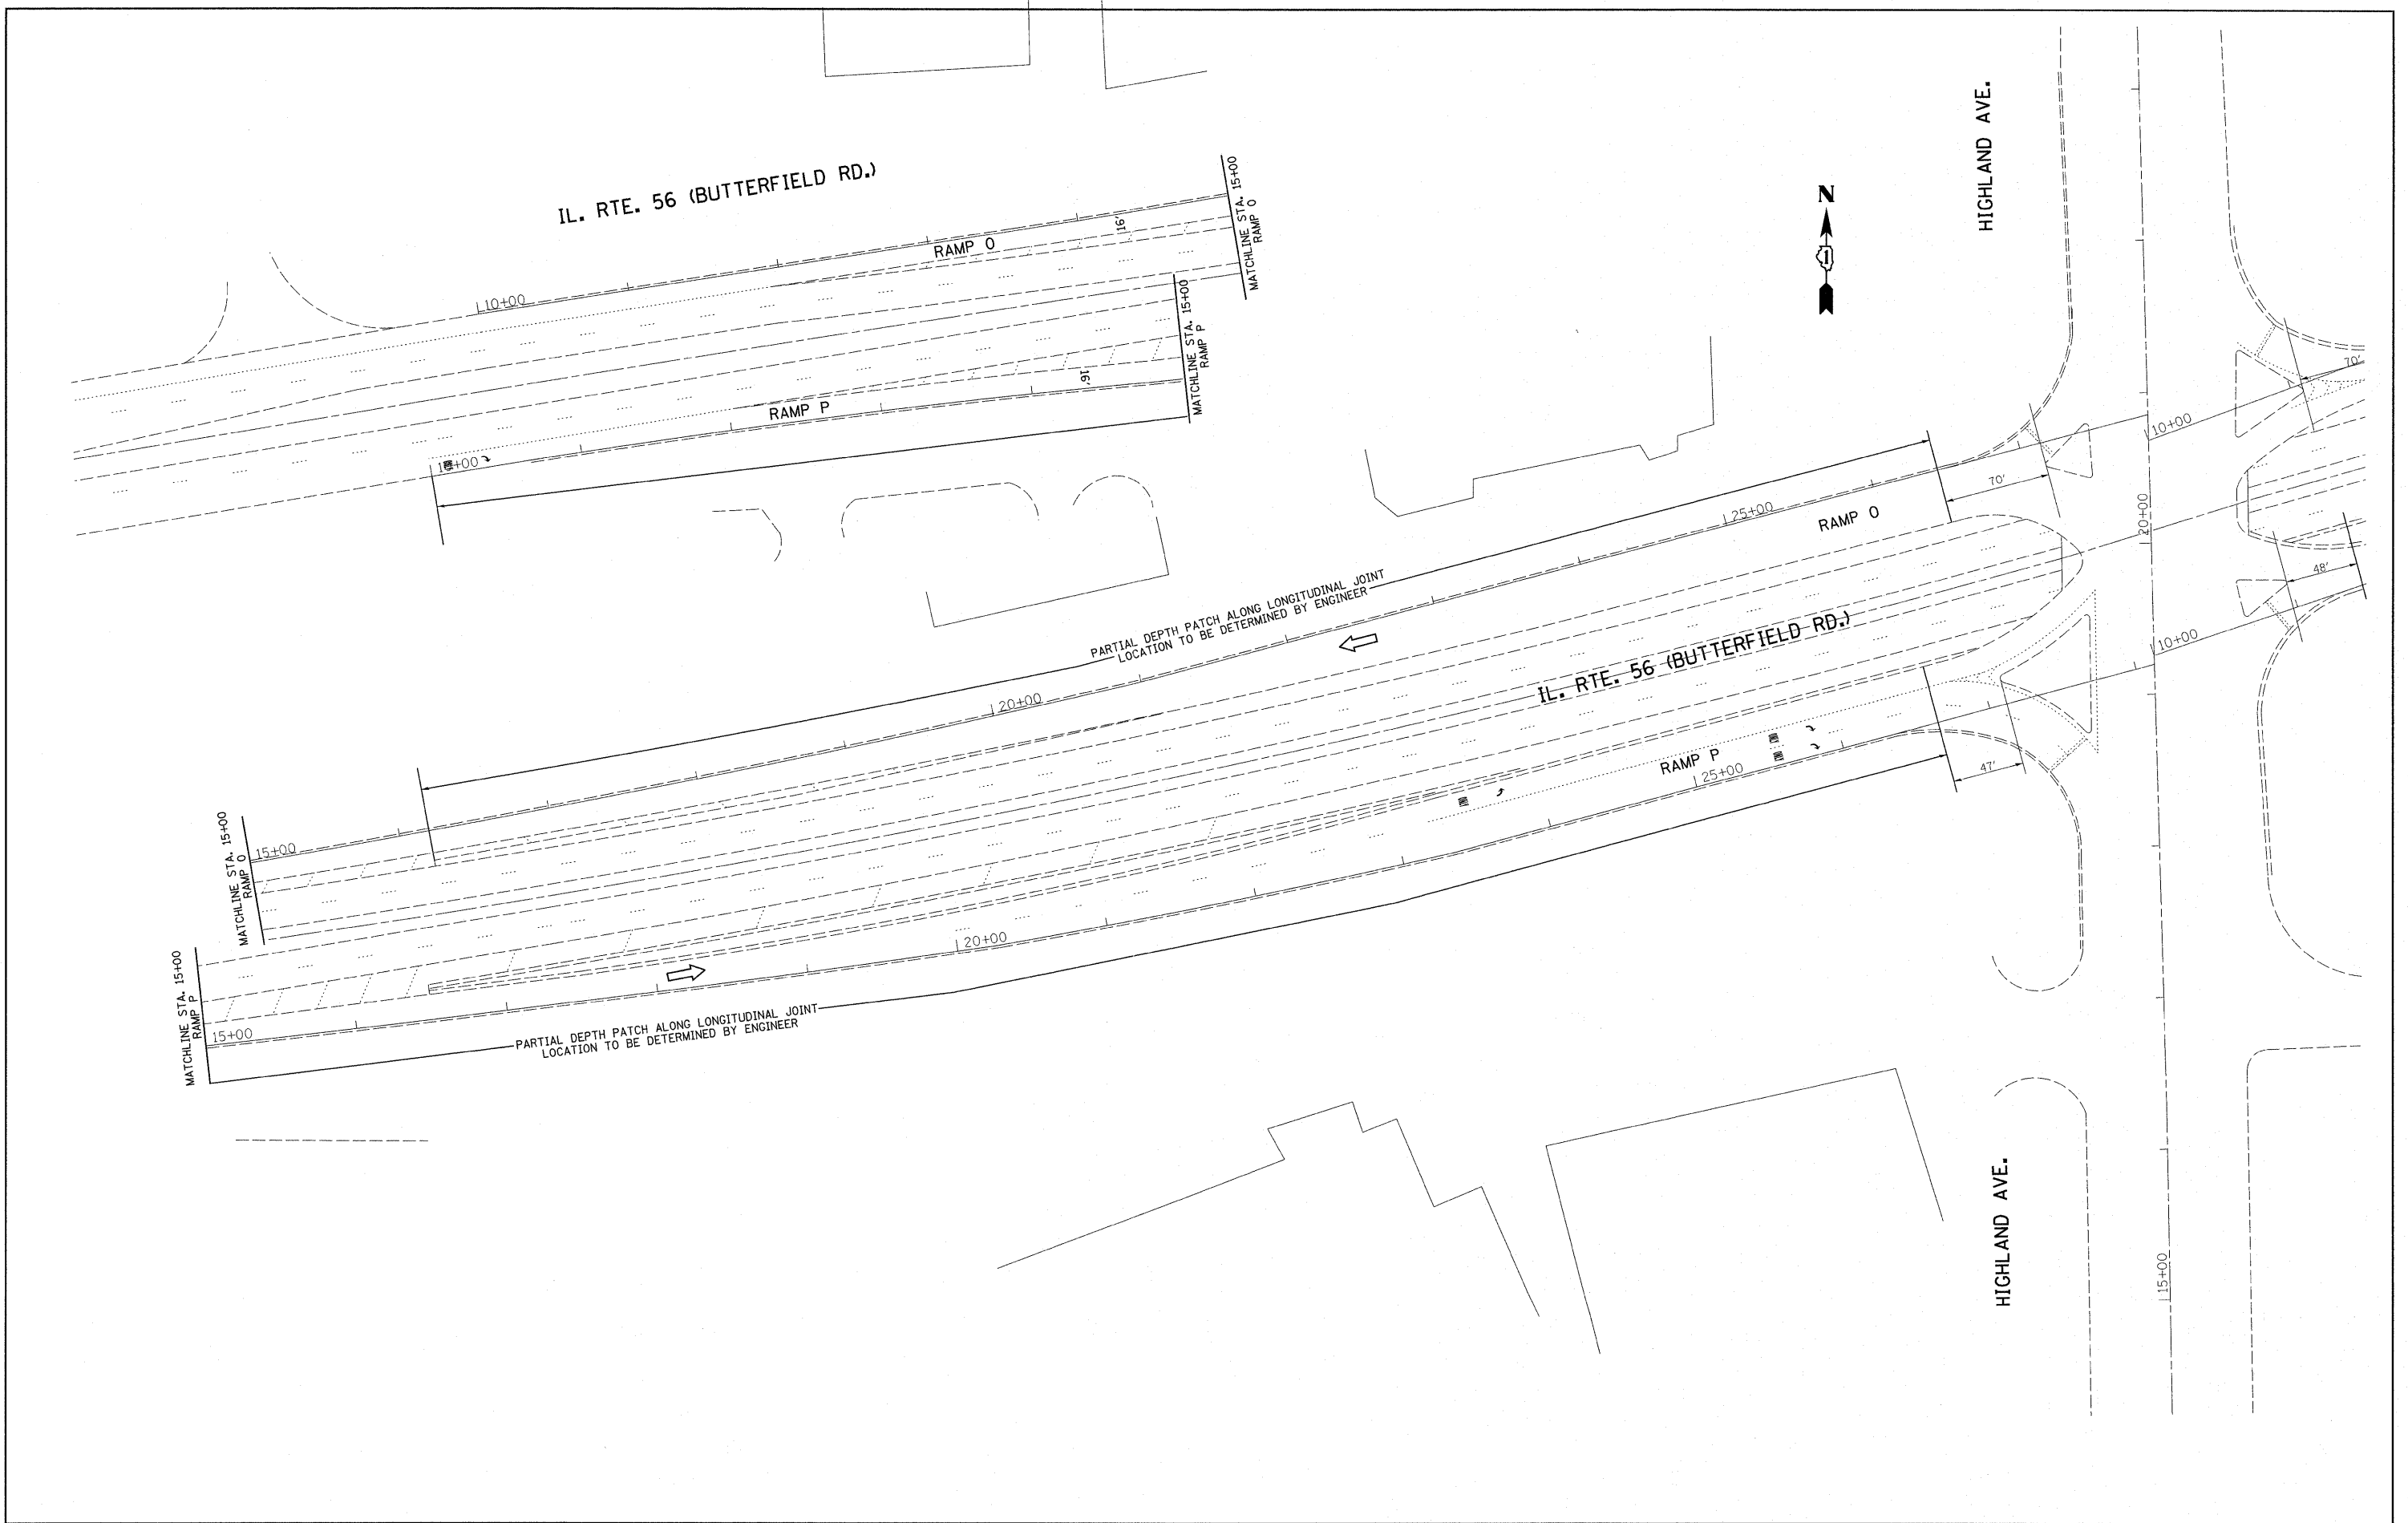 HIGHLAND AVE.
IL. RTE. 56 (BUTTERFIELD RD.)
N
1
MATCHLINE STA. 15+00
RAMP O
16'
RAMP O
10+00
MATCHLINE STA. 15+00
RAMP P
16'
RAMP P
70'
10+00
70'
20+00
25+00
RAMP O
48'
PARTIAL DEPTH PATCH ALONG LONGITUDINAL JOINT
LOCATION TO BE DETERMINED BY ENGINEER
10+00
IL. RTE. 56 (BUTTERFIELD RD.)
20+00
RAMP P
25+00
47'
MATCHLINE STA. 15+00
RAMP O
15+00
20+00
MATCHLINE STA. 15+00
RAMP P
15+00
PARTIAL DEPTH PATCH ALONG LONGITUDINAL JOINT
LOCATION TO BE DETERMINED BY ENGINEER
HIGHLAND AVE.
15+00